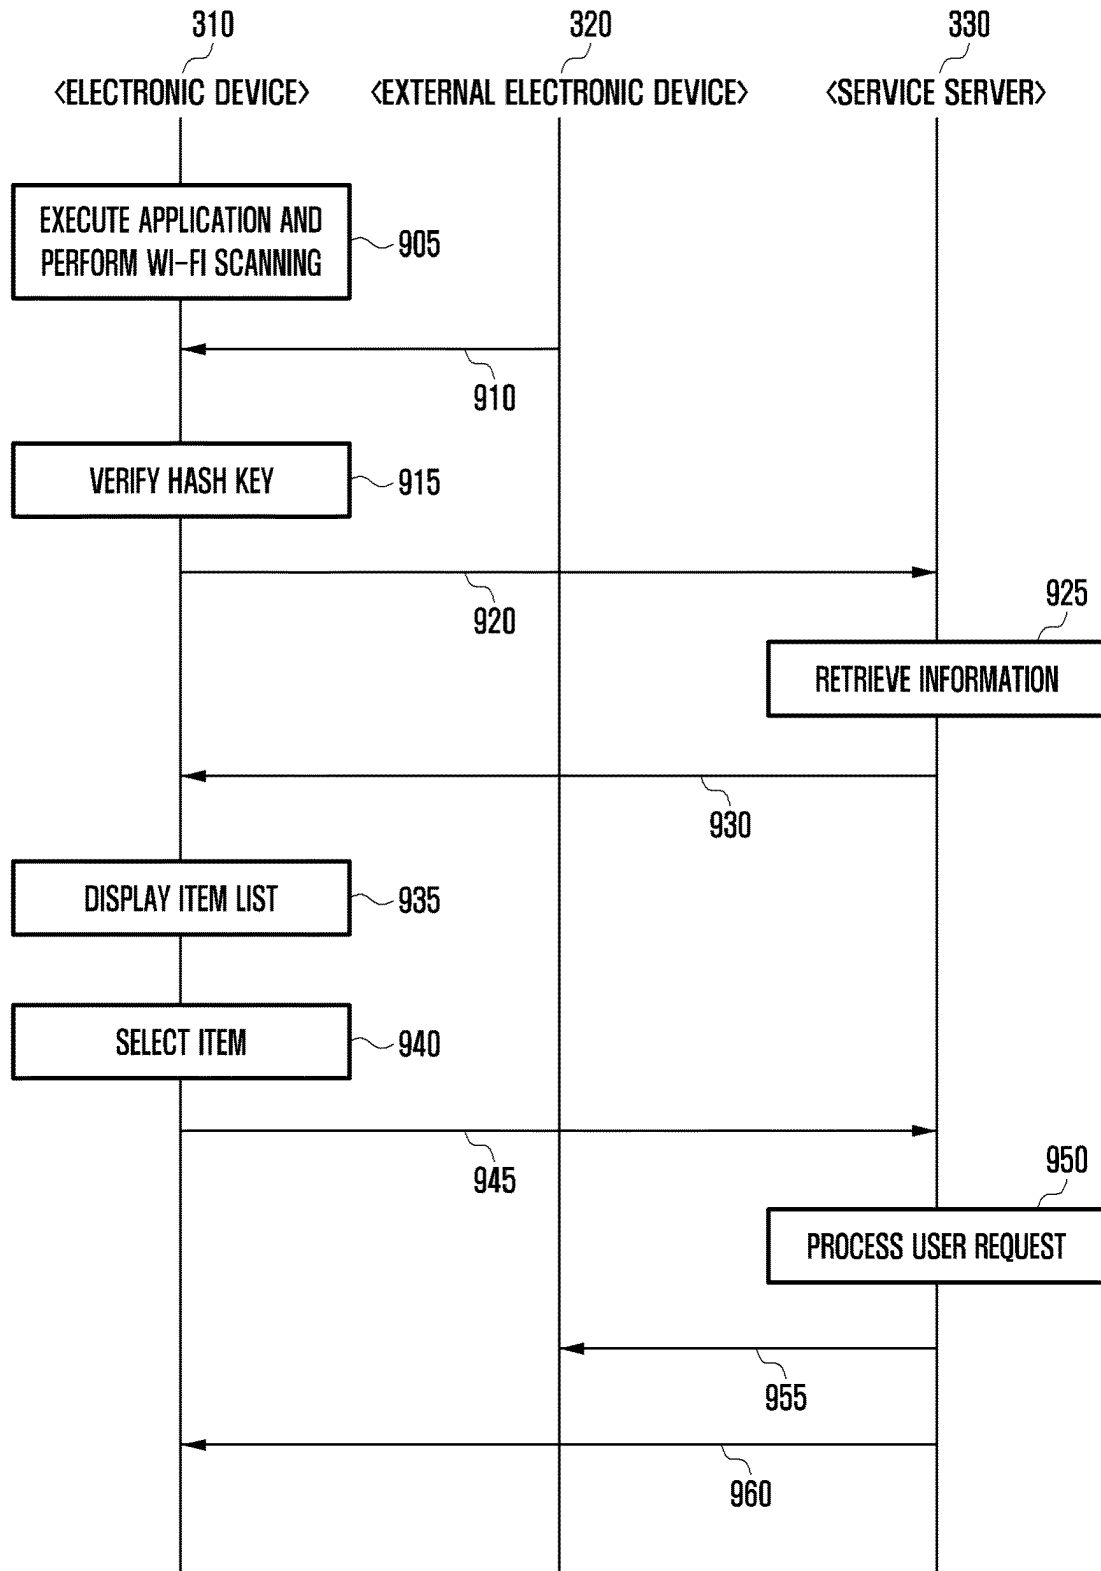 310
320
330
<ELECTRONIC DEVICE>
<EXTERNAL ELECTRONIC DEVICE>
<SERVICE SERVER>
EXECUTE APPLICATION AND
PERFORM WI-FI SCANNING
905
910
VERIFY HASH KEY
915
920
925
RETRIEVE INFORMATION
930
DISPLAY ITEM LIST
935
SELECT ITEM
940
945
950
PROCESS USER REQUEST
955
960